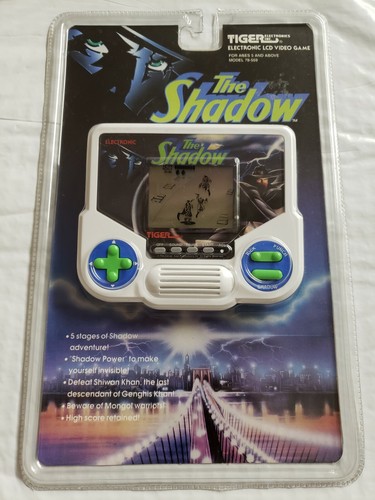 TIGER ELECTRONICS INC
ELECTRONIC LCD VIDEO GAME
FOR AGES 5 AND ABOVE
The
Shadow
ELECTRONIC
The
Shadow
TIGER
• 5 stages of Shadow
adventure!
• 'Shadow Power' to make
yourself invisible!
• Defeat Shiwan Khan, the last
descendant of Genghis Khan!
• Beware of Mongol warriors!
• High score retained!